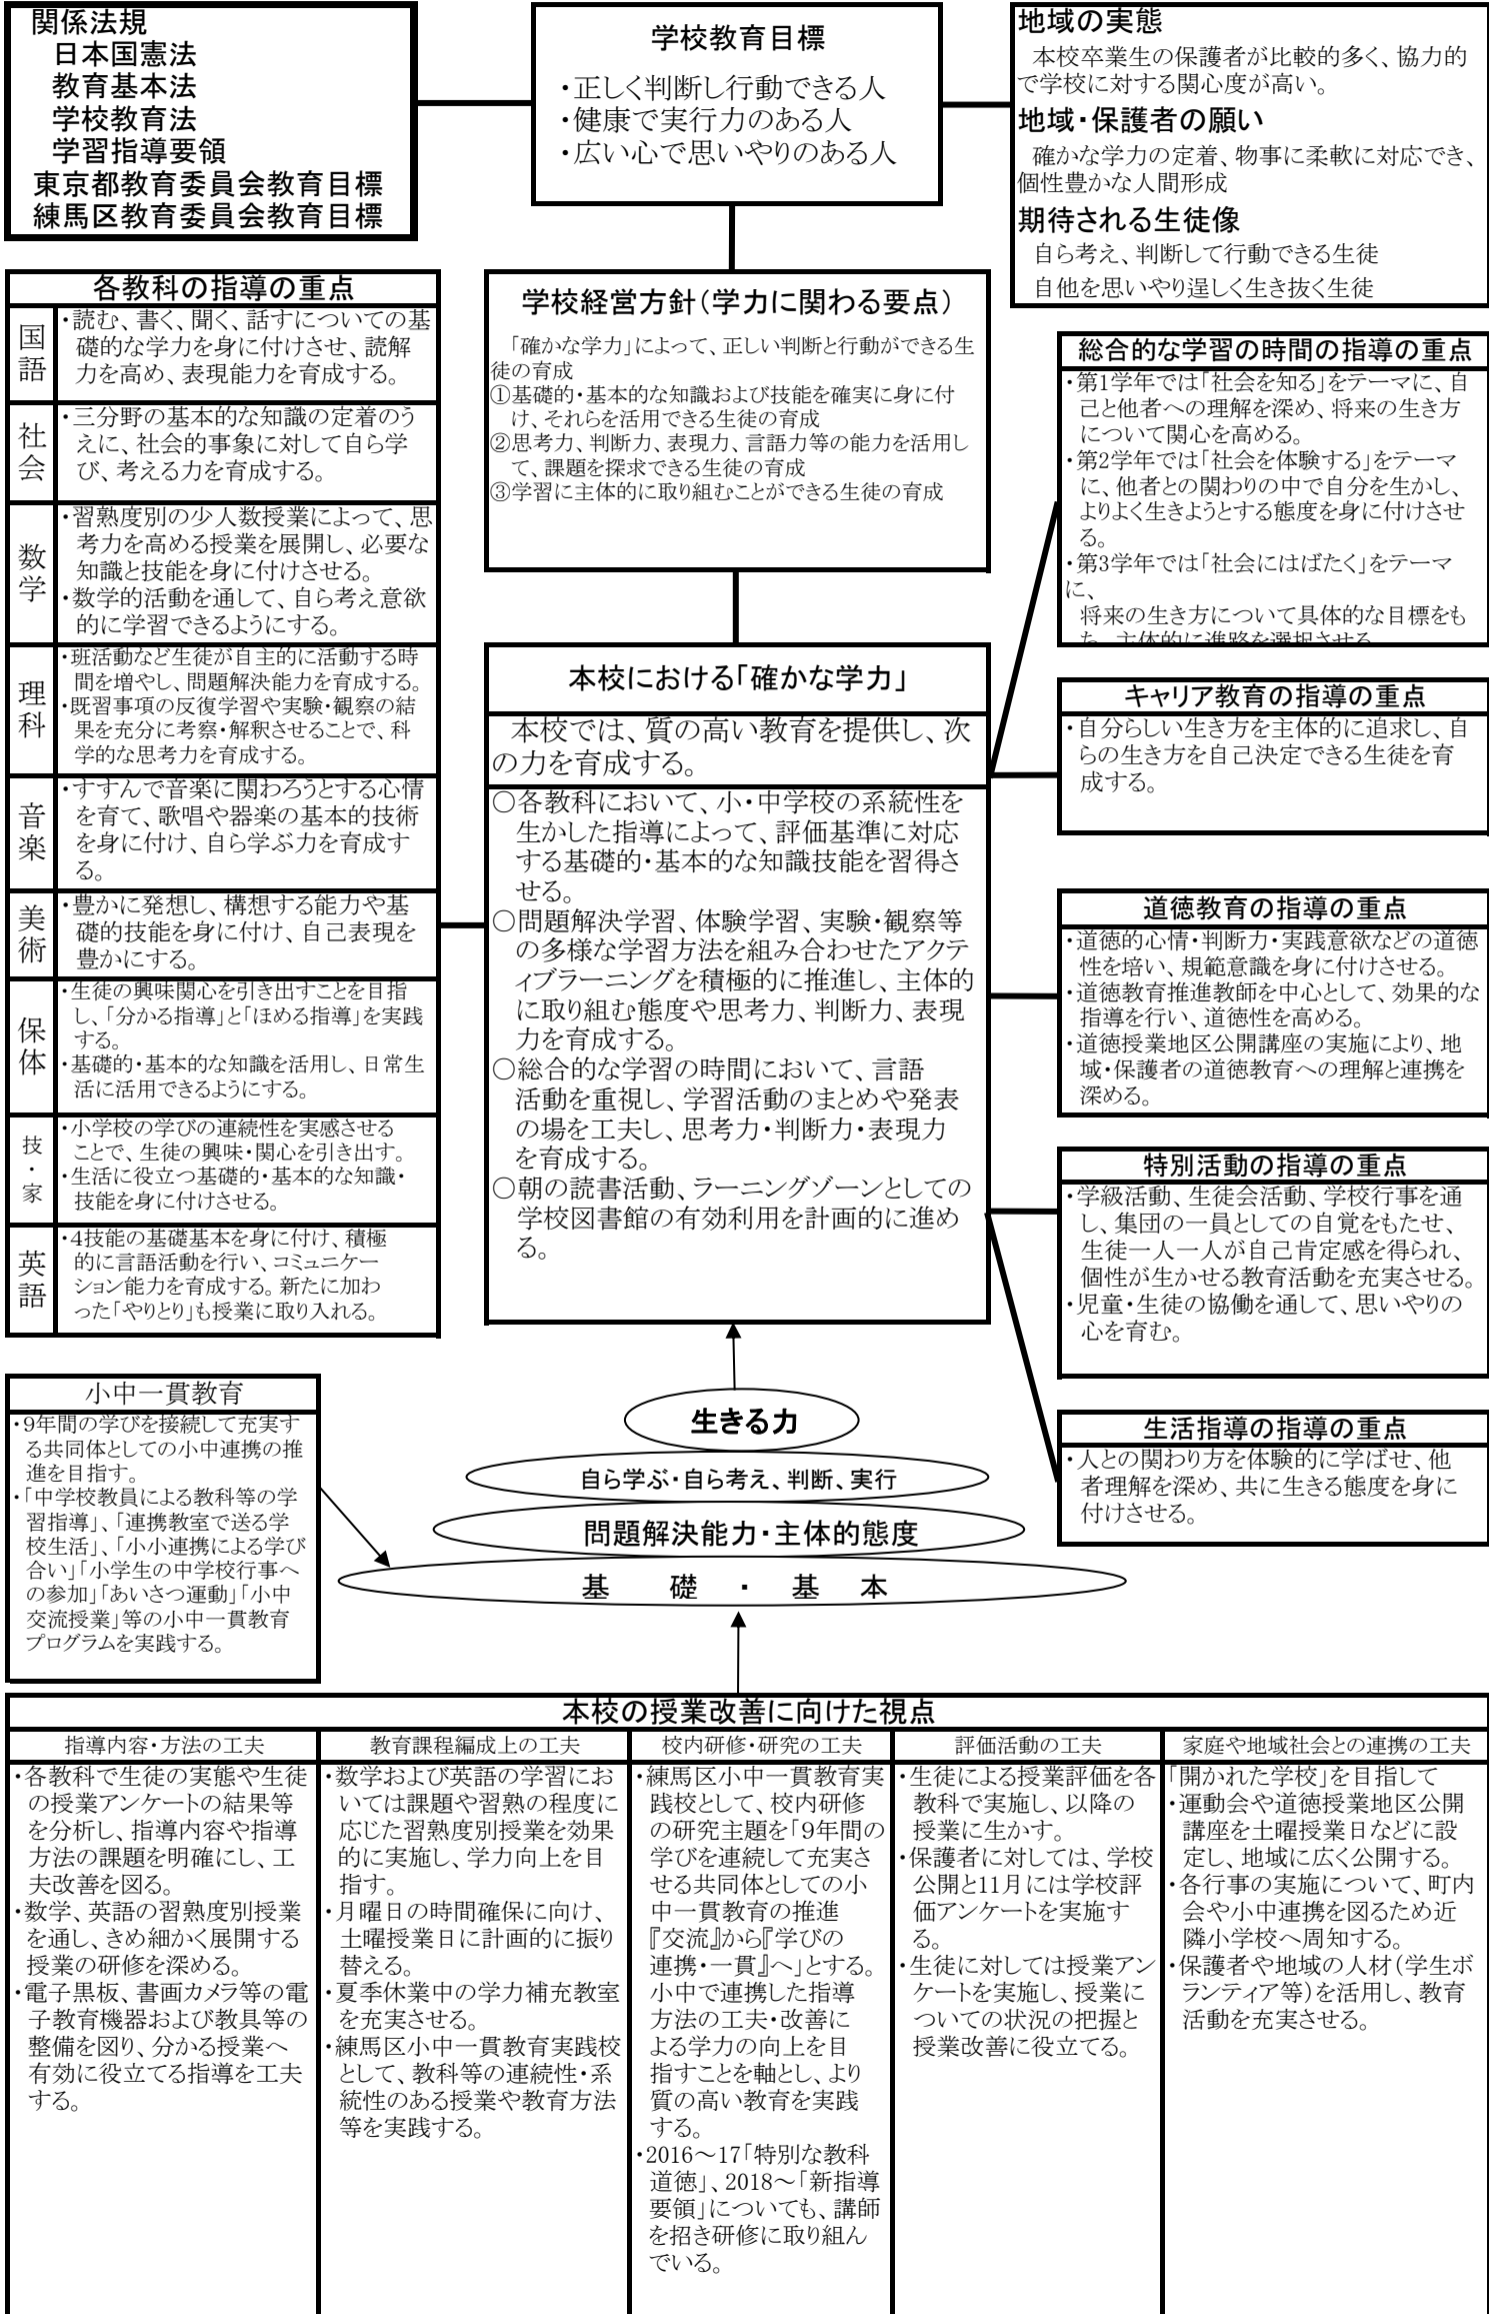 関係法規
日本国憲法
教育基本法
学校教育法
学習指導要領
東京都教育委員会教育目標
練馬区教育委員会教育目標
学校教育目標
・正しく判断し行動できる人
・健康で実行力のある人
・広い心で思いやりのある人
地域の実態
本校卒業生の保護者が比較的多く、協力的
で学校に対する関心度が高い。
地域・保護者の願い
確かな学力の定着、物事に柔軟に対応でき、
個性豊かな人間形成
期待される生徒像
自ら考え、判断して行動できる生徒
自他を思いやり逞しく生き抜く生徒
各教科の指導の重点
国語
・読む、書く、聞く、話すについての基
礎的な学力を身に付けさせ、読解
力を高め、表現能力を育成する。
社会
・三分野の基本的な知識の定着のう
えに、社会的事象に対して自ら学
び、考える力を育成する。
数学
・習熟度別の少人数授業によって、思
考力を高める授業を展開し、必要な
知識と技能を身に付けさせる。
・数学的活動を通して、自ら考え意欲
的に学習できるようにする。
理科
・班活動など生徒が自主的に活動する時
間を増やし、問題解決能力を育成する。
・既習事項の反復学習や実験・観察の結
果を充分に考察・解釈させることで、科
学的な思考力を育成する。
音楽
・すすんで音楽に関わろうとする心情
を育て、歌唱や器楽の基本的技術
を身に付け、自ら学ぶ力を育成す
る。
美術
・豊かに発想し、構想する能力や基
礎的技能を身に付け、自己表現を
豊かにする。
保体
・生徒の興味関心を引き出すことを目指
し、「分かる指導」と「ほめる指導」を実践
する。
・基礎的・基本的な知識を活用し、日常生
活に活用できるようにする。
技・家
・小学校の学びの連続性を実感させる
ことで、生徒の興味・関心を引き出す。
・生活に役立つ基礎的・基本的な知識・
技能を身に付けさせる。
英語
・4技能の基礎基本を身に付け、積極
的に言語活動を行い、コミュニケー
ション能力を育成する。新たに加わ
った「やりとり」も授業に取り入れる。
学校経営方針(学力に関わる要点)
「確かな学力」によって、正しい判断と行動ができる生
徒の育成
①基礎的・基本的な知識および技能を確実に身に付
け、それらを活用できる生徒の育成
②思考力、判断力、表現力、言語力等の能力を活用し
て、課題を探求できる生徒の育成
③学習に主体的に取り組むことができる生徒の育成
本校における「確かな学力」
本校では、質の高い教育を提供し、次
の力を育成する。
○各教科において、小・中学校の系統性を
生かした指導によって、評価基準に対応
する基礎的・基本的な知識技能を習得さ
せる。
○問題解決学習、体験学習、実験・観察等
の多様な学習方法を組み合わせたアクテ
ィブラーニングを積極的に推進し、主体的
に取り組む態度や思考力、判断力、表現
力を育成する。
○総合的な学習の時間において、言語
活動を重視し、学習活動のまとめや発表
の場を工夫し、思考力・判断力・表現力
を育成する。
○朝の読書活動、ラーニングゾーンとしての
学校図書館の有効利用を計画的に進め
る。
総合的な学習の時間の指導の重点
・第1学年では「社会を知る」をテーマに、自
己と他者への理解を深め、将来の生き方
について関心を高める。
・第2学年では「社会を体験する」をテーマ
に、他者との関わりの中で自分を生かし、
よりよく生きようとする態度を身に付けさせ
る。
・第3学年では「社会にはばたく」をテーマ
に、
将来の生き方について具体的な目標をも
ち、主体的に進路を選択させる
キャリア教育の指導の重点
・自分らしい生き方を主体的に追求し、自
らの生き方を自己決定できる生徒を育
成する。
道徳教育の指導の重点
・道徳的心情・判断力・実践意欲などの道徳
性を培い、規範意識を身に付けさせる。
・道徳教育推進教師を中心として、効果的な
指導を行い、道徳性を高める。
・道徳授業地区公開講座の実施により、地
域・保護者の道徳教育への理解と連携を
深める。
特別活動の指導の重点
・学級活動、生徒会活動、学校行事を通
し、集団の一員としての自覚をもたせ、
生徒一人一人が自己肯定感を得られ、
個性が生かせる教育活動を充実させる。
・児童・生徒の協働を通して、思いやりの
心を育む。
生活指導の指導の重点
・人との関わり方を体験的に学ばせ、他
者理解を深め、共に生きる態度を身に
付けさせる。
小中一貫教育
・9年間の学びを接続して充実す
る共同体としての小中連携の推
進を目指す。
・「中学校教員による教科等の学
習指導」、「連携教室で送る学
校生活」、「小小連携による学び
合い」「小学生の中学校行事へ
の参加」「あいさつ運動」「小中
交流授業」等の小中一貫教育
プログラムを実践する。
生きる力
自ら学ぶ・自ら考え、判断、実行
問題解決能力・主体的態度
基 礎 ・ 基 本
本校の授業改善に向けた視点
指導内容・方法の工夫
・各教科で生徒の実態や生徒
の授業アンケートの結果等
を分析し、指導内容や指導
方法の課題を明確にし、工
夫改善を図る。
・数学、英語の習熟度別授業
を通し、きめ細かく展開する
授業の研修を深める。
・電子黒板、書画カメラ等の電
子教育機器および教具等の
整備を図り、分かる授業へ
有効に役立てる指導を工夫
する。
教育課程編成上の工夫
・数学および英語の学習にお
いては課題や習熟の程度に
応じた習熟度別授業を効果
的に実施し、学力向上を目
指す。
・月曜日の時間確保に向け、
土曜授業日に計画的に振り
替える。
・夏季休業中の学力補充教室
を充実させる。
・練馬区小中一貫教育実践校
として、教科等の連続性・系
統性のある授業や教育方法
等を実践する。
校内研修・研究の工夫
・練馬区小中一貫教育実
践校として、校内研修
の研究主題を「9年間の
学びを連続して充実さ
せる共同体としての小
中一貫教育の推進
『交流』から『学びの
連携・一貫』へ」とする。
小中で連携した指導
方法の工夫・改善に
よる学力の向上を目
指すことを軸とし、より
質の高い教育を実践
する。
・2016～17「特別な教科
道徳」、2018～「新指導
要領」についても、講師
を招き研修に取り組ん
でいる。
評価活動の工夫
・生徒による授業評価を各
教科で実施し、以降の
授業に生かす。
・保護者に対しては、学校
公開と11月には学校評
価アンケートを実施す
る。
・生徒に対しては授業アン
ケートを実施し、授業に
ついての状況の把握と
授業改善に役立てる。
家庭や地域社会との連携の工夫
「開かれた学校」を目指して
・運動会や道徳授業地区公開
講座を土曜授業日などに設
定し、地域に広く公開する。
・各行事の実施について、町内
会や小中連携を図るため近
隣小学校へ周知する。
・保護者や地域の人材(学生ボ
ランティア等)を活用し、教育
活動を充実させる。